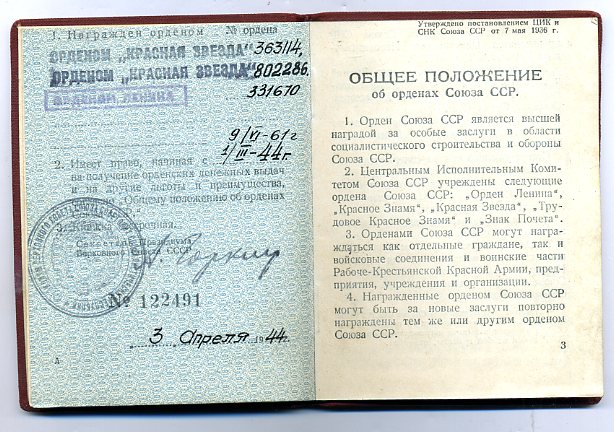 1. Награжден орденом № ордена
ОРДЕНОМ „КРАСНАЯ ЗВЕЗДА" 363114,
ОРДЕНОМ „КРАСНАЯ ЗВЕЗДА" 802286,
ОРДЕНОМ ЛЕНИНА 331670
9/VI-61г
2. Имеет право, начиная с 1/III-44г.
на получение орденских денежных выдач
и на другие льготы и преимущества,
Общему положению об орденах
Секретарь Президиума
Верховного СССР
№ 122491
3 Апреля 1944г.
А
Утверждено постановлением ЦИК и
СНК Союза ССР от 7 мая 1936 г.
ОБЩЕЕ ПОЛОЖЕНИЕ
об орденах Союза ССР.
1. Орден Союза ССР является высшей
наградой за особые заслуги в области
социалистического строительства и обороны
Союза ССР.
2. Центральным Исполнительным Коми-
тетом Союза ССР учреждены следующие
ордена Союза ССР: „Орден Ленина“,
„Красное Знамя“, „Красная Звезда“, „Тру-
довое Красное Знамя“ и „Знак Почета“.
3. Орденами Союза ССР могут награ-
ждаться как отдельные граждане, так и
войсковые соединения и воинские части
Рабоче-Крестьянской Красной Армии, пред-
приятия, учреждения и организации.
4. Награжденные орденом Союза ССР
могут быть за новые заслуги повторно
награждены тем же или другим орденом
Союза ССР.
3